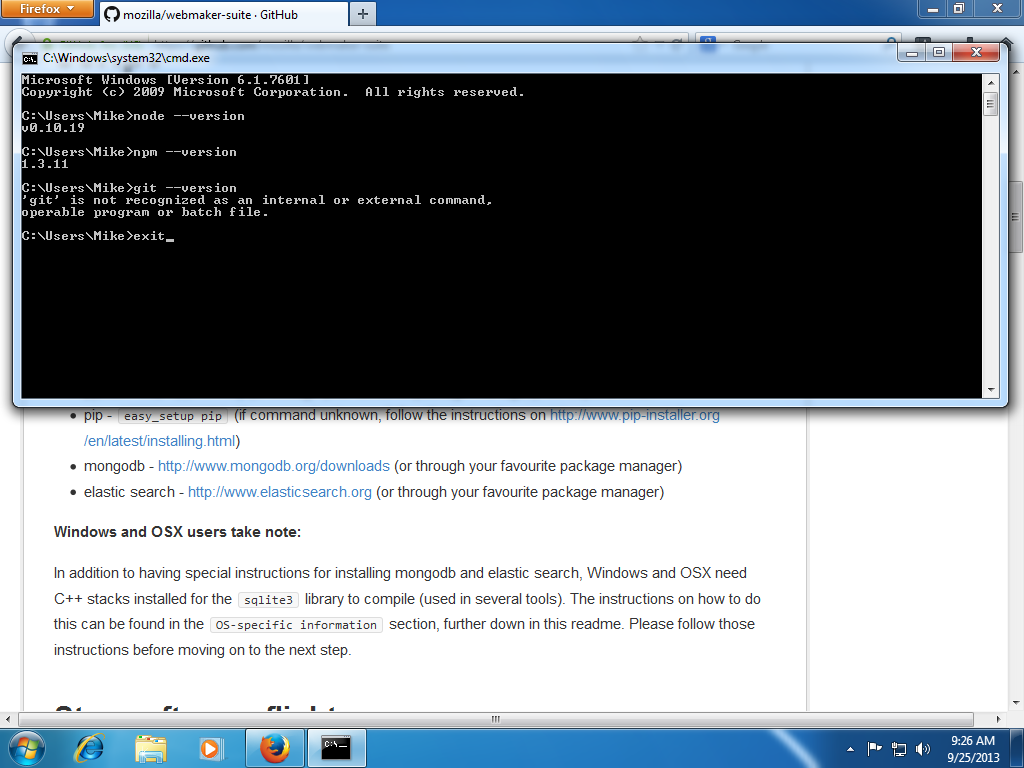 Firefox
mozilla/webmaker-suite · GitHub
C:\Windows\system32\cmd.exe
Microsoft Windows [Version 6.1.7601]
Copyright (c) 2009 Microsoft Corporation.  All rights reserved.
C:\Users\Mike>node --version
v0.10.19
C:\Users\Mike>npm --version
1.3.11
C:\Users\Mike>git --version
'git' is not recognized as an internal or external command,
operable program or batch file.
C:\Users\Mike>exit_
• pip - easy_setup pip (if command unknown, follow the instructions on http://www.pip-installer.org
/en/latest/installing.html)
• mongodb - http://www.mongodb.org/downloads (or through your favourite package manager)
• elastic search - http://www.elasticsearch.org (or through your favourite package manager)
Windows and OSX users take note:
In addition to having special instructions for installing mongodb and elastic search, Windows and OSX need
C++ stacks installed for the sqlite3 library to compile (used in several tools). The instructions on how to do
this can be found in the OS-specific information section, further down in this readme. Please follow those
instructions before moving on to the next step.
C:\
9:26 AM
9/25/2013